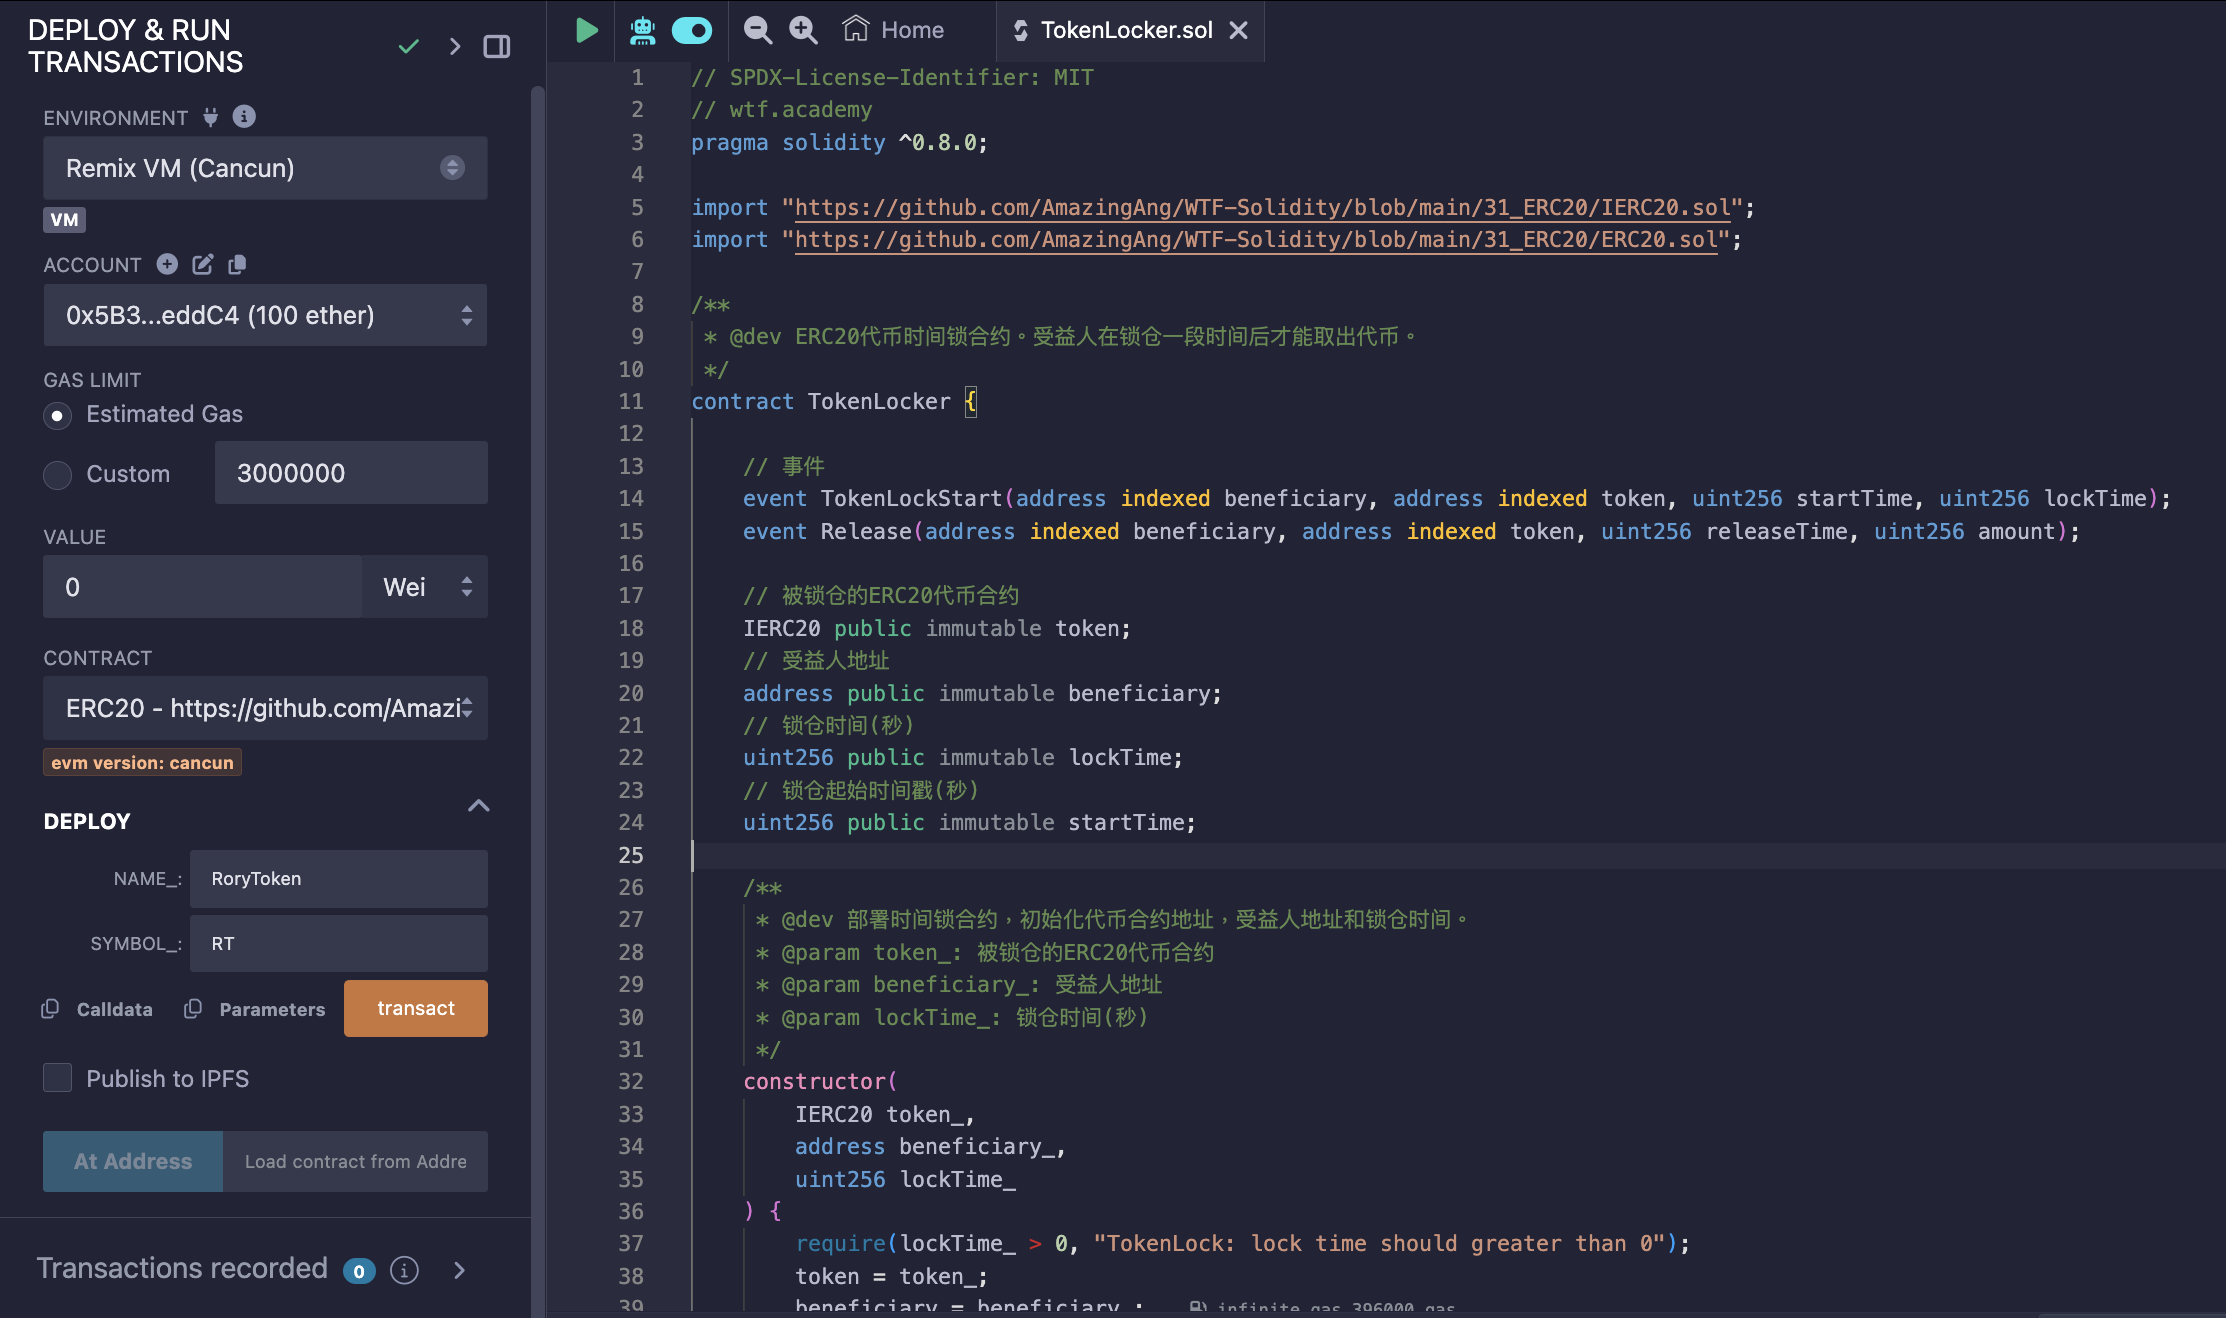 DEPLOY & RUN
TRANSACTIONS
ENVIRONMENT
Remix VM (Cancun)
VM
ACCOUNT
0x5B3...eddC4 (100 ether)
GAS LIMIT
Estimated Gas
Custom
3000000
VALUE
0
Wei
CONTRACT
ERC20 - https://github.com/Amazi
evm version: cancun
DEPLOY
NAME_:
RoryToken
SYMBOL_:
RT
Calldata
Parameters
transact
Publish to IPFS
At Address
Load contract from Addre
Transactions recorded 0
Home
TokenLocker.sol
1 // SPDX-License-Identifier: MIT
2 // wtf.academy
3 pragma solidity ^0.8.0;
4
5 import "https://github.com/AmazingAng/WTF-Solidity/blob/main/31_ERC20/IERC20.sol";
6 import "https://github.com/AmazingAng/WTF-Solidity/blob/main/31_ERC20/ERC20.sol";
7
8 /**
9 * @dev ERC20代币时间锁合约。受益人在锁仓一段时间后才能取出代币。
10 */
11 contract TokenLocker {
12
13 // 事件
14 event TokenLockStart(address indexed beneficiary, address indexed token, uint256 startTime, uint256 lockTime);
15 event Release(address indexed beneficiary, address indexed token, uint256 releaseTime, uint256 amount);
16
17 // 被锁仓的ERC20代币合约
18 IERC20 public immutable token;
19 // 受益人地址
20 address public immutable beneficiary;
21 // 锁仓时间(秒)
22 uint256 public immutable lockTime;
23 // 锁仓起始时间戳(秒)
24 uint256 public immutable startTime;
25
26 /**
27 * @dev 部署时间锁合约，初始化代币合约地址，受益人地址和锁仓时间。
28 * @param token_: 被锁仓的ERC20代币合约
29 * @param beneficiary_: 受益人地址
30 * @param lockTime_: 锁仓时间(秒)
31 */
32 constructor(
33 IERC20 token_,
34 address beneficiary_,
35 uint256 lockTime_
36 ) {
37 require(lockTime_ > 0, "TokenLock: lock time should greater than 0");
38 token = token_;
39 beneficiary = beneficiary_; infinite gas 396000 gas